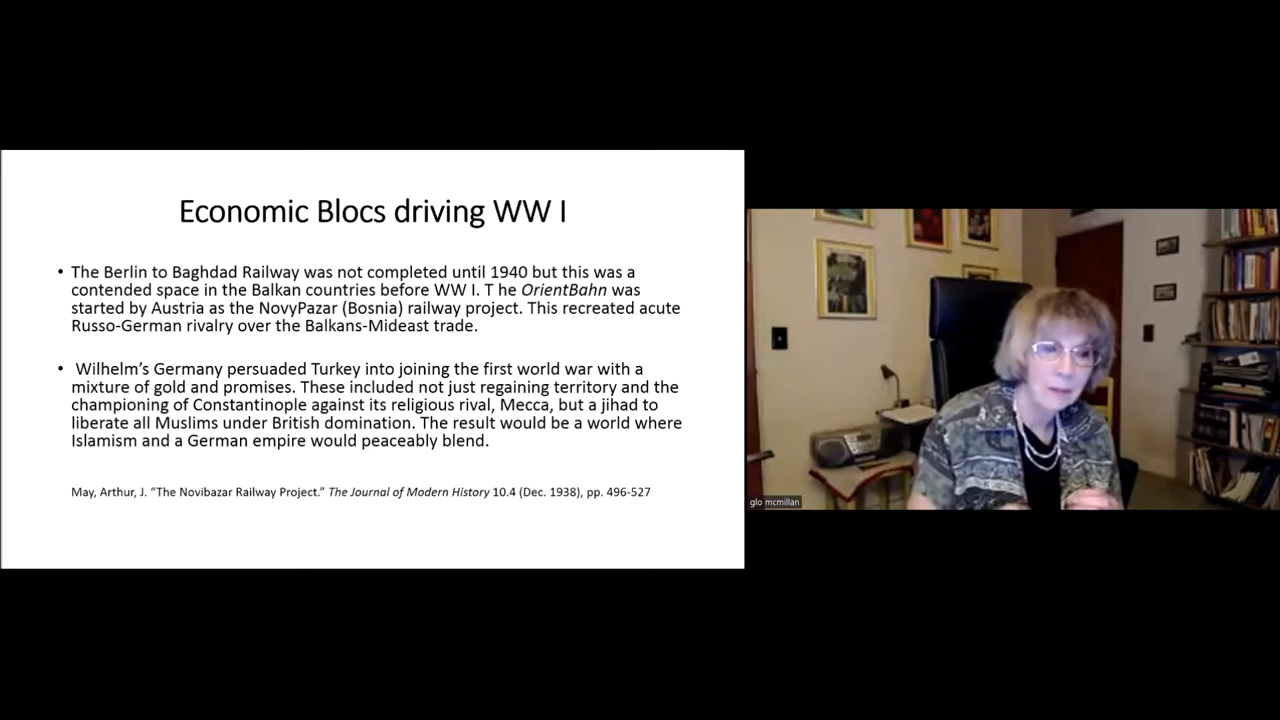 Economic Blocs driving WW I
• The Berlin to Baghdad Railway was not completed until 1940 but this was a
contended space in the Balkan countries before WW I. T he OrientBahn was
started by Austria as the NovyPazar (Bosnia) railway project. This recreated acute
Russo-German rivalry over the Balkans-Mideast trade.
• Wilhelm’s Germany persuaded Turkey into joining the first world war with a
mixture of gold and promises. These included not just regaining territory and the
championing of Constantinople against its religious rival, Mecca, but a jihad to
liberate all Muslims under British domination. The result would be a world where
Islamism and a German empire would peaceably blend.
May, Arthur, J. “The Novibazar Railway Project.” The Journal of Modern History 10.4 (Dec. 1938), pp. 496-527
glo mcmillan